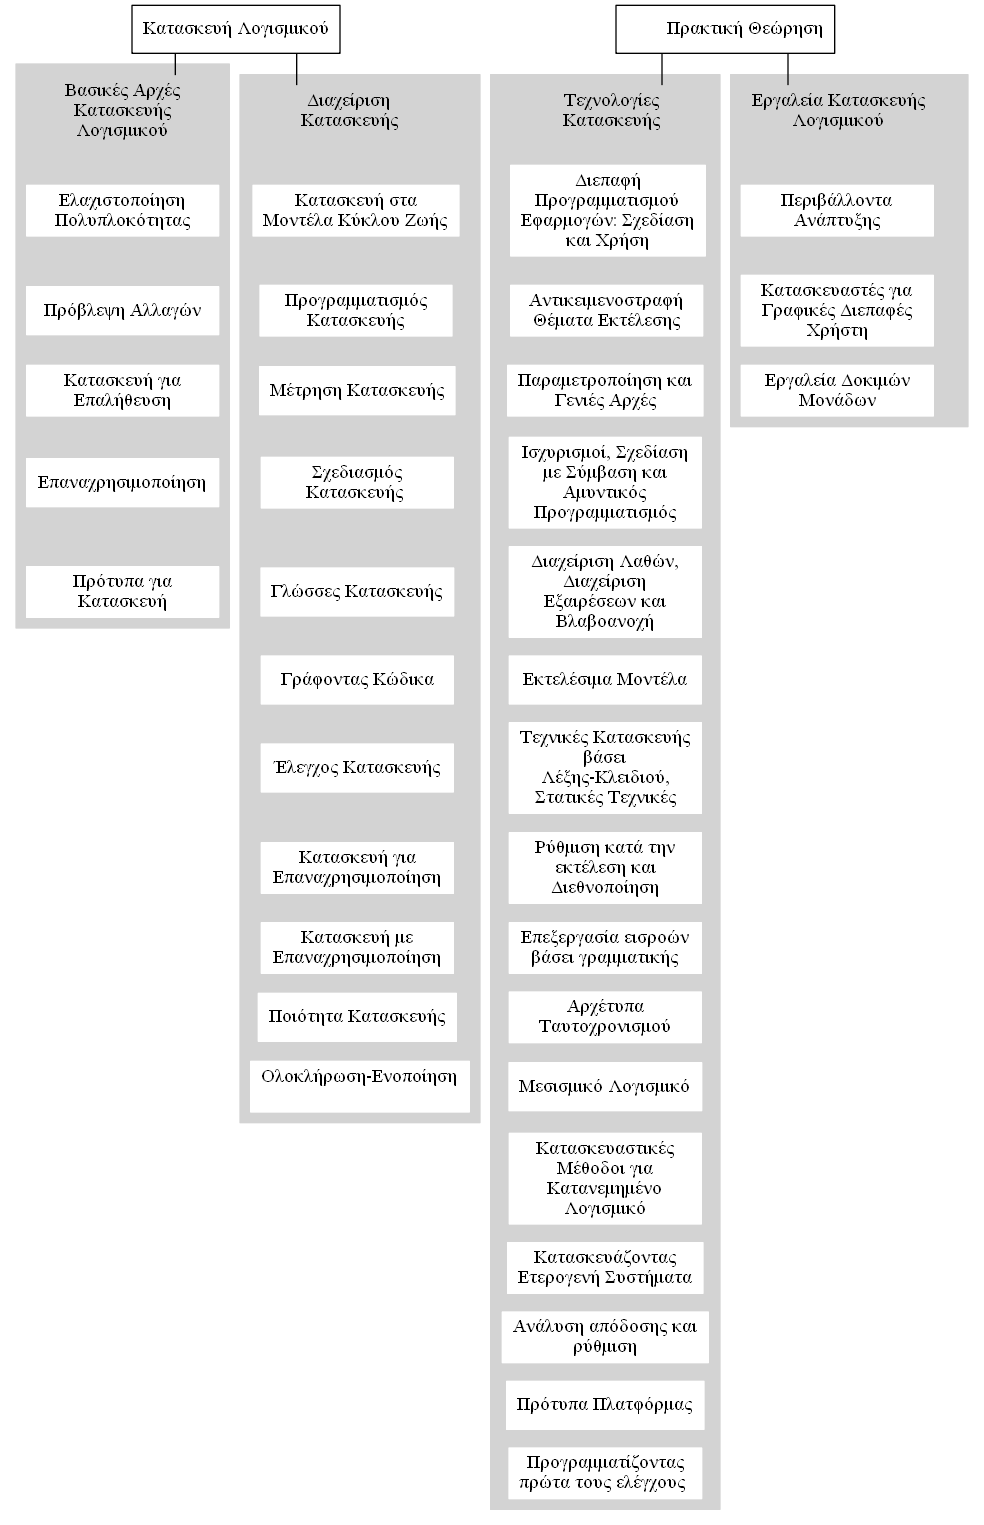 Κατασκευή Λογισμικού
Πρακτική Θεώρηση
Βασικές Αρχές
Κατασκευής
Λογισμικού
Ελαχιστοποίηση
Πολυπλοκότητας
Πρόβλεψη Αλλαγών
Κατασκευή για
Επαλήθευση
Επαναχρησιμοποίηση
Πρότυπα για
Κατασκευή
Διαχείριση
Κατασκευής
Κατασκευή στα
Μοντέλα Κύκλου Ζωής
Προγραμματισμός
Κατασκευής
Μέτρηση Κατασκευής
Σχεδιασμός
Κατασκευής
Γλώσσες Κατασκευής
Γράφοντας Κώδικα
Έλεγχος Κατασκευής
Κατασκευή για
Επαναχρησιμοποίηση
Κατασκευή με
Επαναχρησιμοποίηση
Ποιότητα Κατασκευής
Ολοκλήρωση-Ενοποίηση
Τεχνολογίες
Κατασκευής
Διεπαφή
Προγραμματισμού
Εφαρμογών: Σχεδίαση
και Χρήση
Αντικειμενοστραφή
Θέματα Εκτέλεσης
Παραμετροποίηση και
Γενιές Αρχές
Ισχυρισμοί, Σχεδίαση
με Σύμβαση και
Αμυντικός
Προγραμματισμός
Διαχείριση Λαθών,
Διαχείριση
Εξαιρέσεων και
Βλαβοανοχή
Εκτελέσιμα Μοντέλα
Τεχνικές Κατασκευής
βάσει
Λέξης-Κλειδιού,
Στατικές Τεχνικές
Ρύθμιση κατά την
εκτέλεση και
Διεθνοποίηση
Επεξεργασία εισροών
βάσει γραμματικής
Αρχέτυπα
Ταυτοχρονισμού
Μεσισμικό Λογισμικό
Κατασκευαστικές
Μέθοδοι για
Κατανεμημένο
Λογισμικό
Κατασκευάζοντας
Ετερογενή Συστήματα
Ανάλυση απόδοσης και
ρύθμιση
Πρότυπα Πλατφόρμας
Προγραμματίζοντας
πρώτα τους ελέγχους
Εργαλεία Κατασκευής
Λογισμικού
Περιβάλλοντα
Ανάπτυξης
Κατασκευαστές για
Γραφικές Διεπαφές
Χρήστη
Εργαλεία Δοκιμών
Μονάδων